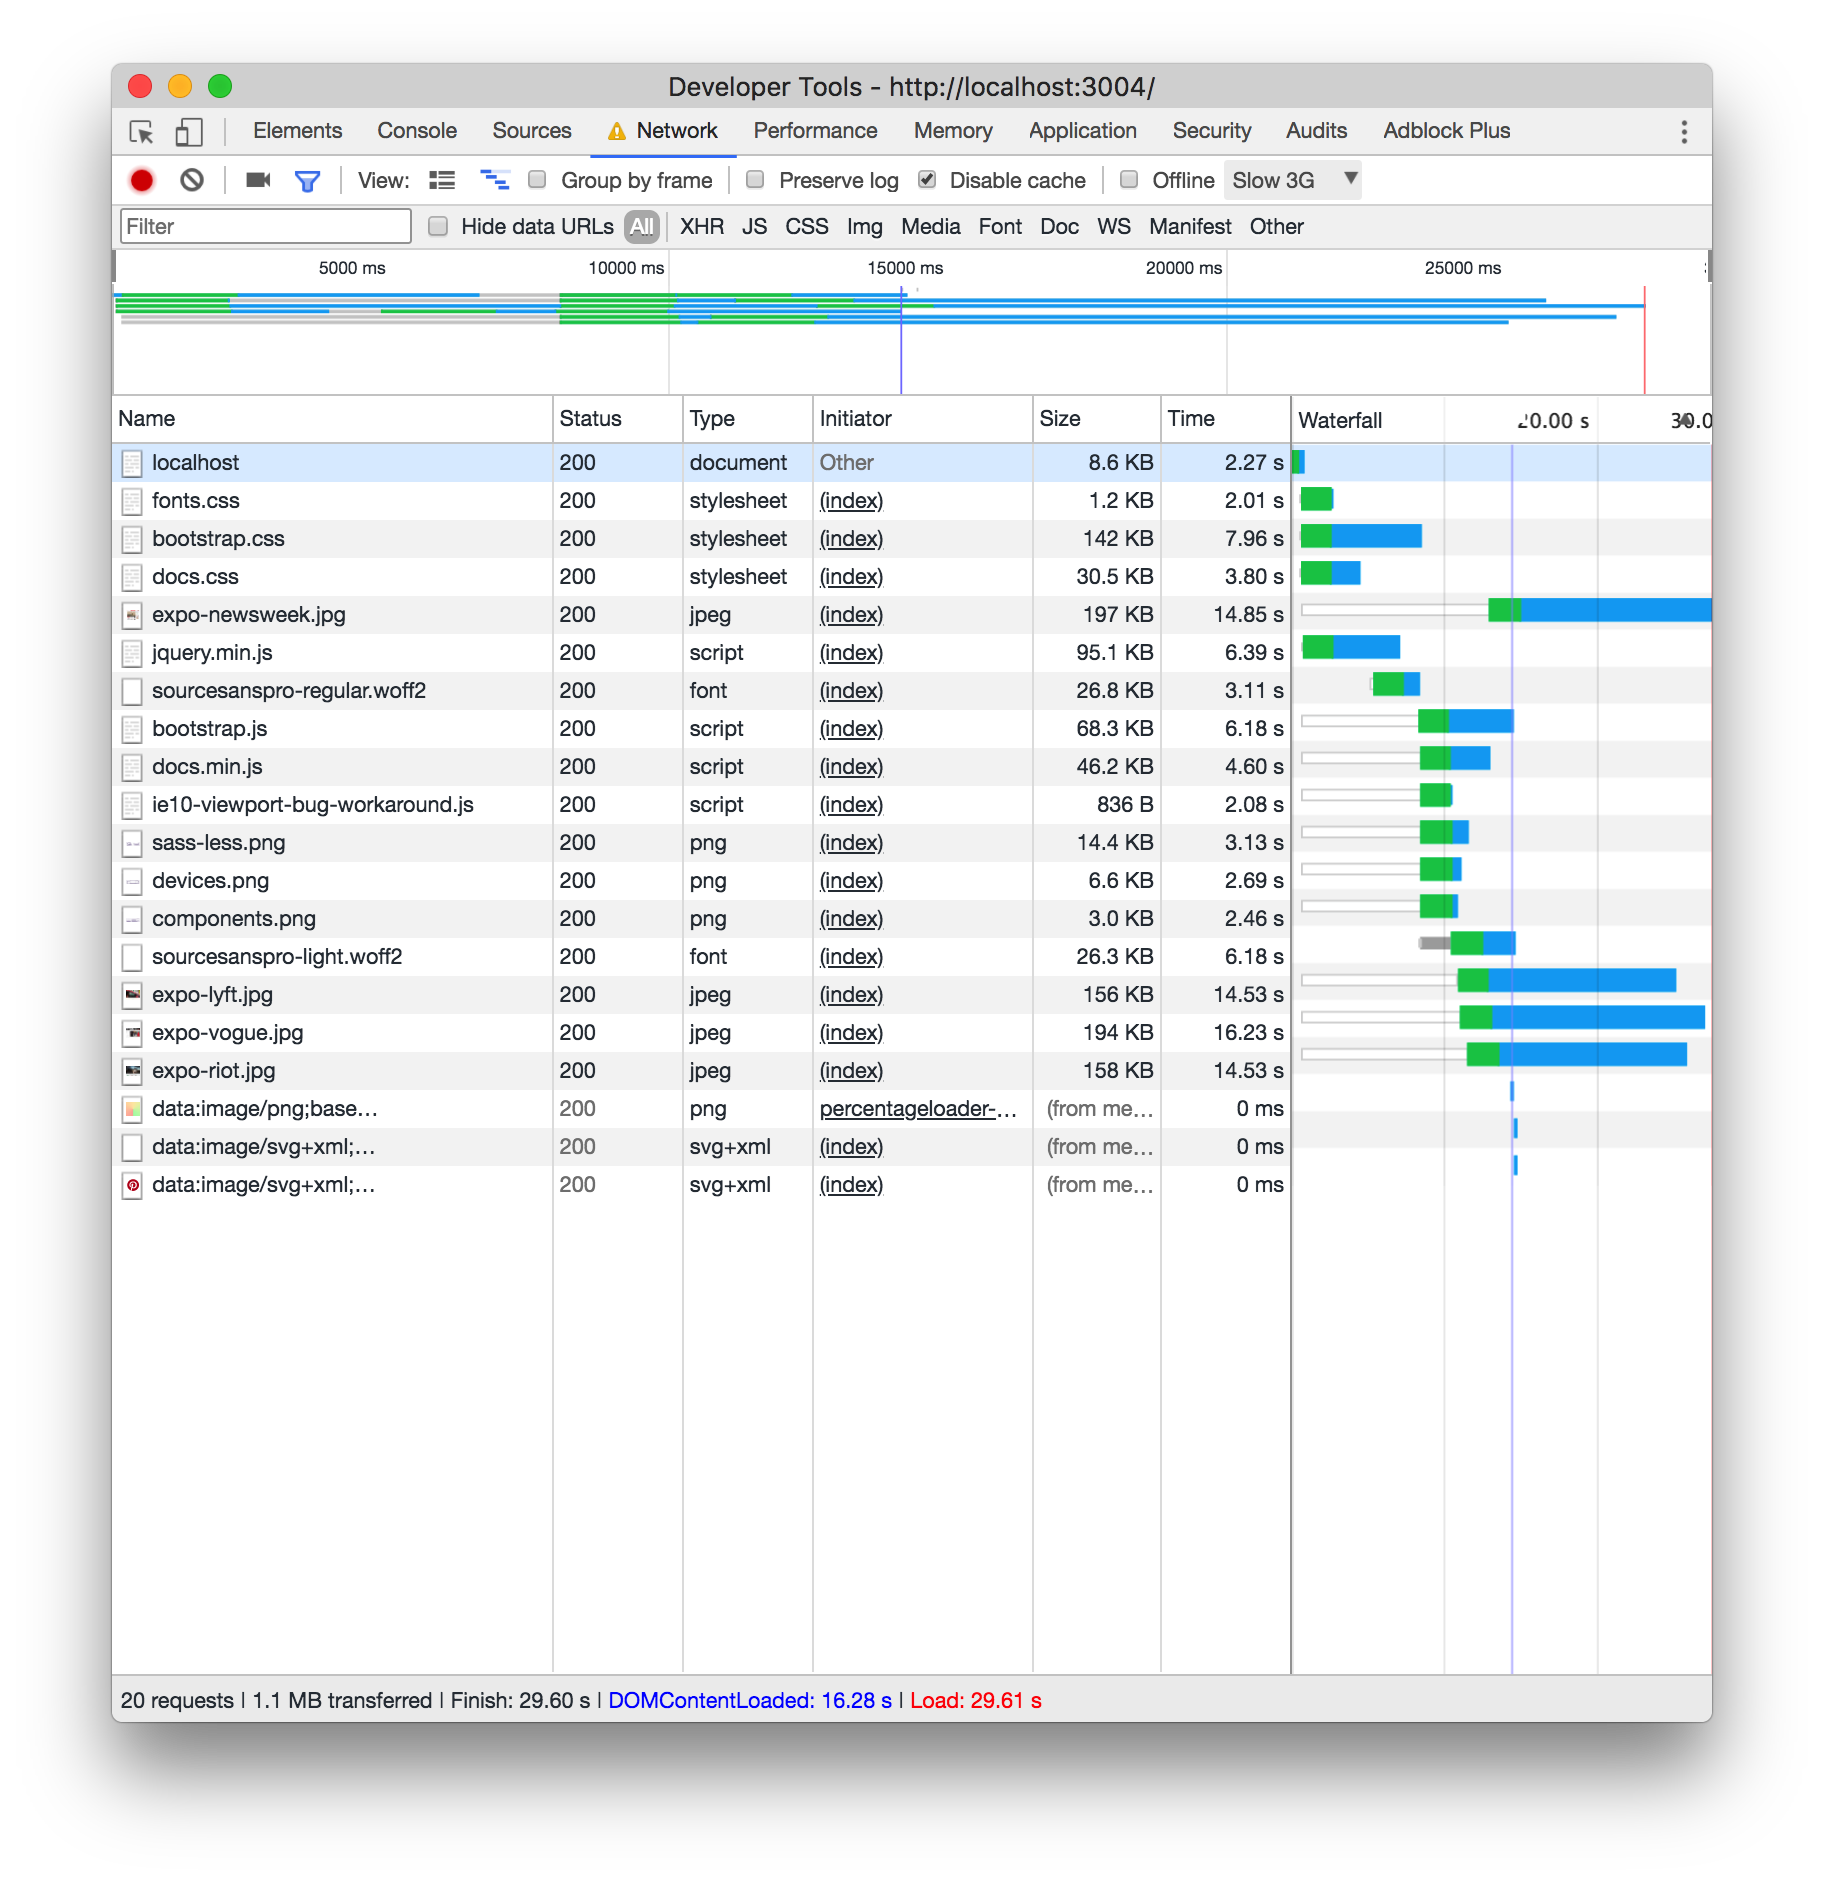 Developer Tools - http://localhost:3004/
Elements Console Sources Network Performance Memory Application Security Audits Adblock Plus
View: Group by frame Preserve log Disable cache Offline Slow 3G
Filter Hide data URLs All XHR JS CSS Img Media Font Doc WS Manifest Other
5000 ms 10000 ms 15000 ms 20000 ms 25000 ms
Name Status Type Initiator Size Time Waterfall 20.00 s 30.0
localhost 200 document Other 8.6 KB 2.27 s
fonts.css 200 stylesheet (index) 1.2 KB 2.01 s
bootstrap.css 200 stylesheet (index) 142 KB 7.96 s
docs.css 200 stylesheet (index) 30.5 KB 3.80 s
expo-newsweek.jpg 200 jpeg (index) 197 KB 14.85 s
jquery.min.js 200 script (index) 95.1 KB 6.39 s
sourcesanspro-regular.woff2 200 font (index) 26.8 KB 3.11 s
bootstrap.js 200 script (index) 68.3 KB 6.18 s
docs.min.js 200 script (index) 46.2 KB 4.60 s
ie10-viewport-bug-workaround.js 200 script (index) 836 B 2.08 s
sass-less.png 200 png (index) 14.4 KB 3.13 s
devices.png 200 png (index) 6.6 KB 2.69 s
components.png 200 png (index) 3.0 KB 2.46 s
sourcesanspro-light.woff2 200 font (index) 26.3 KB 6.18 s
expo-lyft.jpg 200 jpeg (index) 156 KB 14.53 s
expo-vogue.jpg 200 jpeg (index) 194 KB 16.23 s
expo-riot.jpg 200 jpeg (index) 158 KB 14.53 s
data:image/png;base... 200 png percentageloader-... (from me... 0 ms
data:image/svg+xml;... 200 svg+xml (index) (from me... 0 ms
data:image/svg+xml;... 200 svg+xml (index) (from me... 0 ms
20 requests | 1.1 MB transferred | Finish: 29.60 s | DOMContentLoaded: 16.28 s | Load: 29.61 s